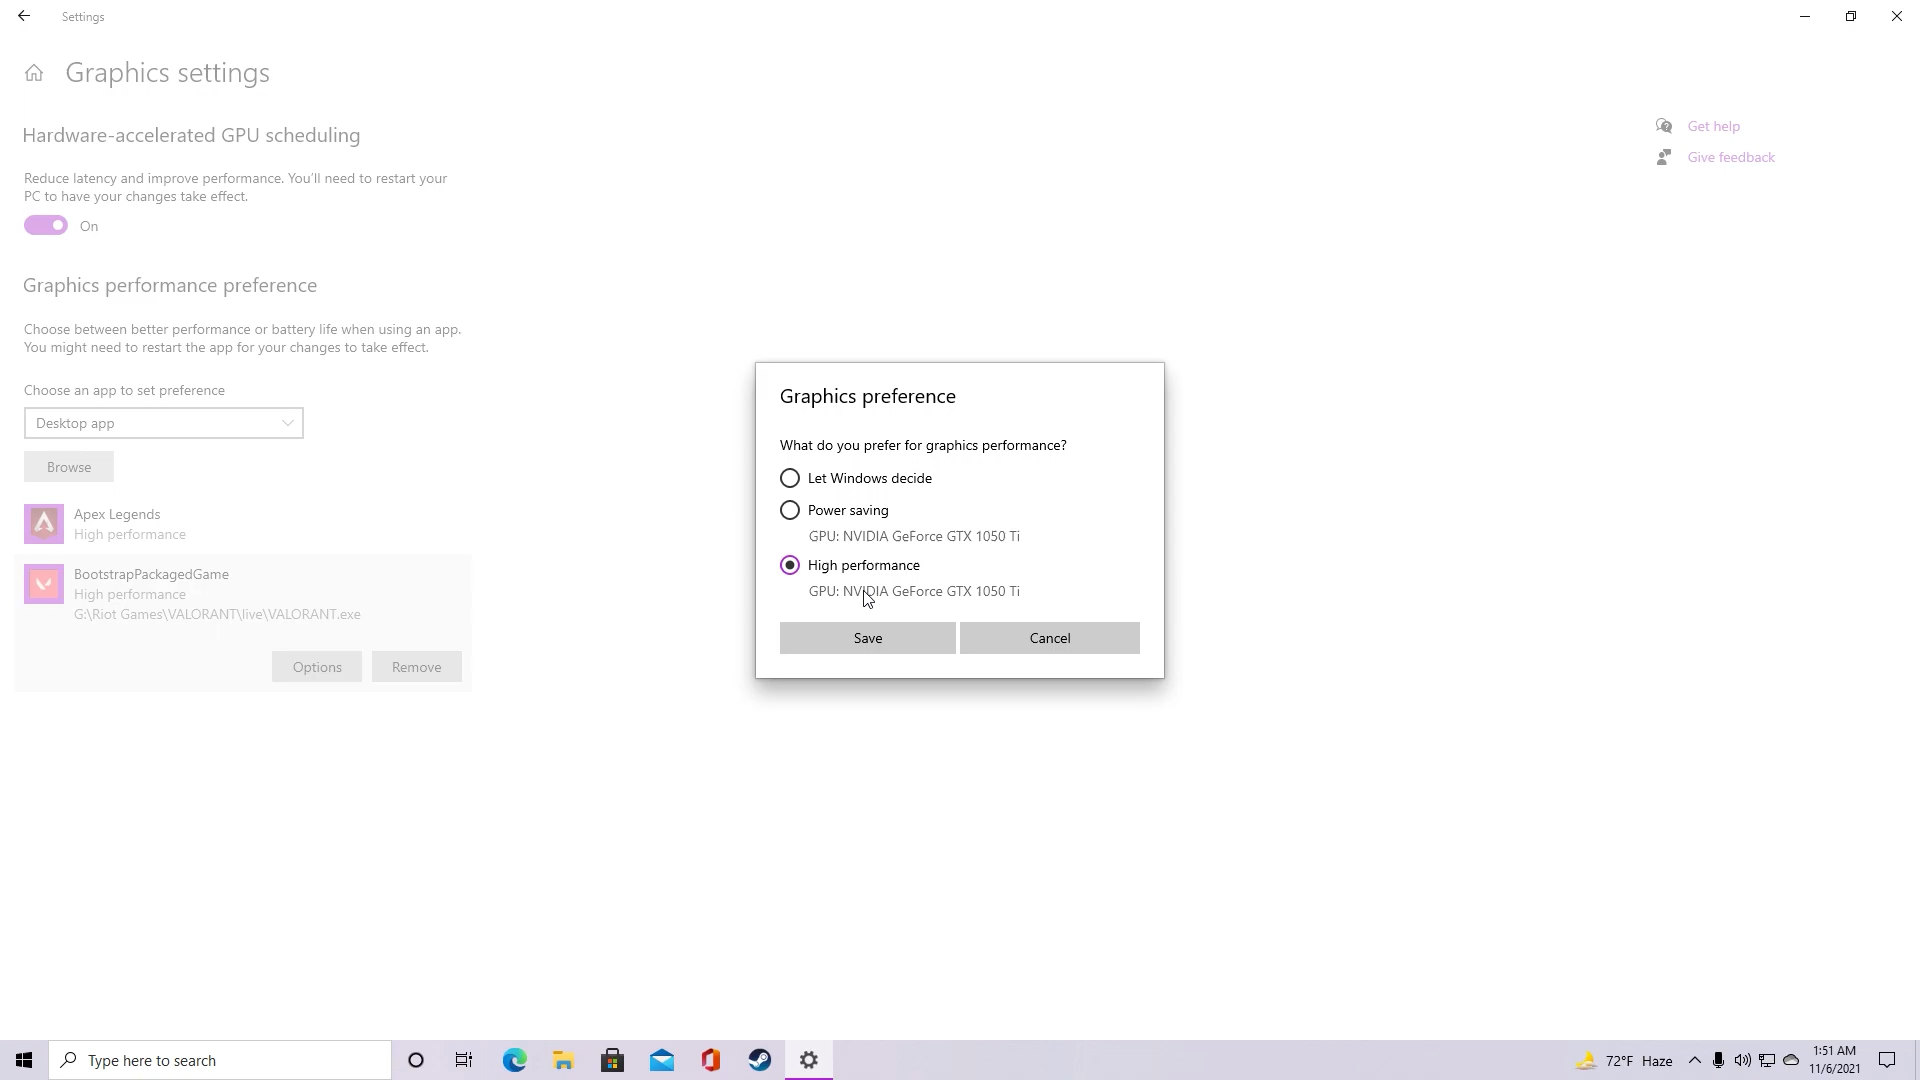 Settings
Graphics settings
Hardware-accelerated GPU scheduling
Reduce latency and improve performance. You'll need to restart your
PC to have your changes take effect.
On
Graphics performance preference
Choose between better performance or battery life when using an app.
You might need to restart the app for your changes to take effect.
Choose an app to set preference
Desktop app
Browse
Apex Legends
High performance
BootstrapPackagedGame
High performance
G:\Riot Games\VALORANT\live\VALORANT.exe
Options
Remove
Get help
Give feedback
Graphics preference
What do you prefer for graphics performance?
Let Windows decide
Power saving
GPU: NVIDIA GeForce GTX 1050 Ti
High performance
GPU: NVIDIA GeForce GTX 1050 Ti
Save
Cancel
Type here to search
72°F Haze
1:51 AM
11/6/2021